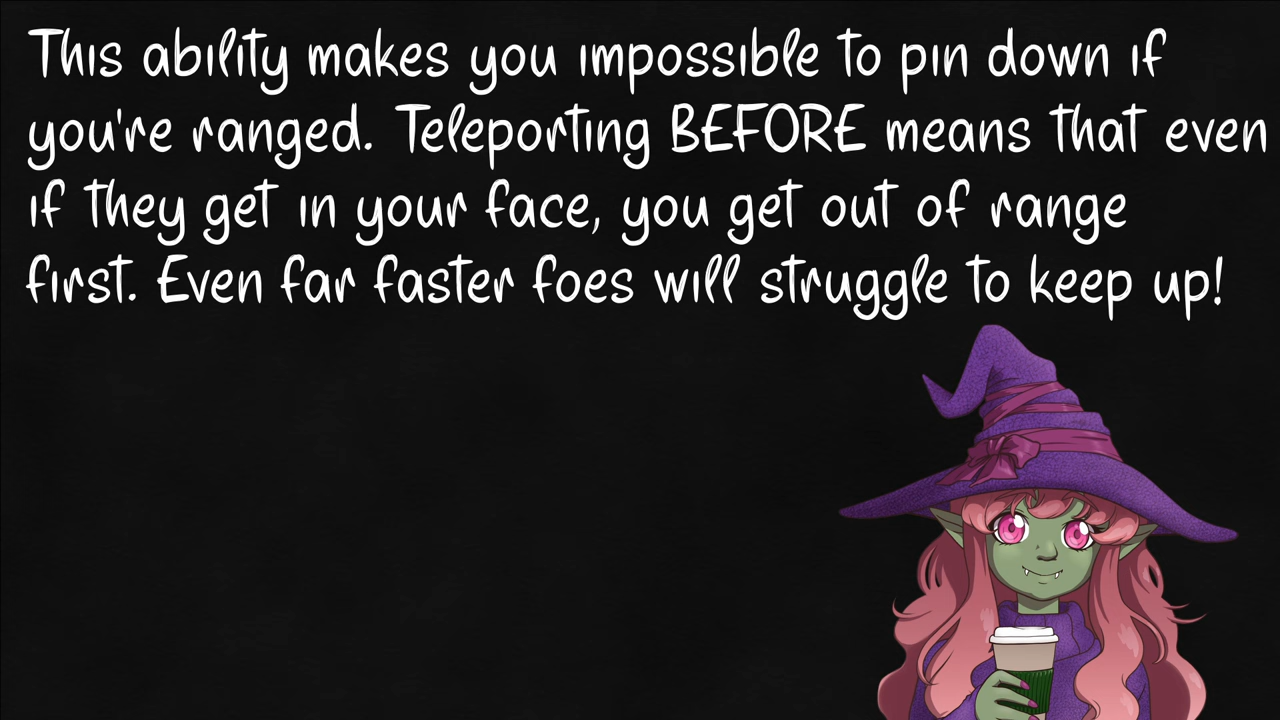 This ability makes you impossible to pin down if
you're ranged. Teleporting BEFORE means that even
if they get in your face, you get out of range
first. Even far faster foes will struggle to keep up!